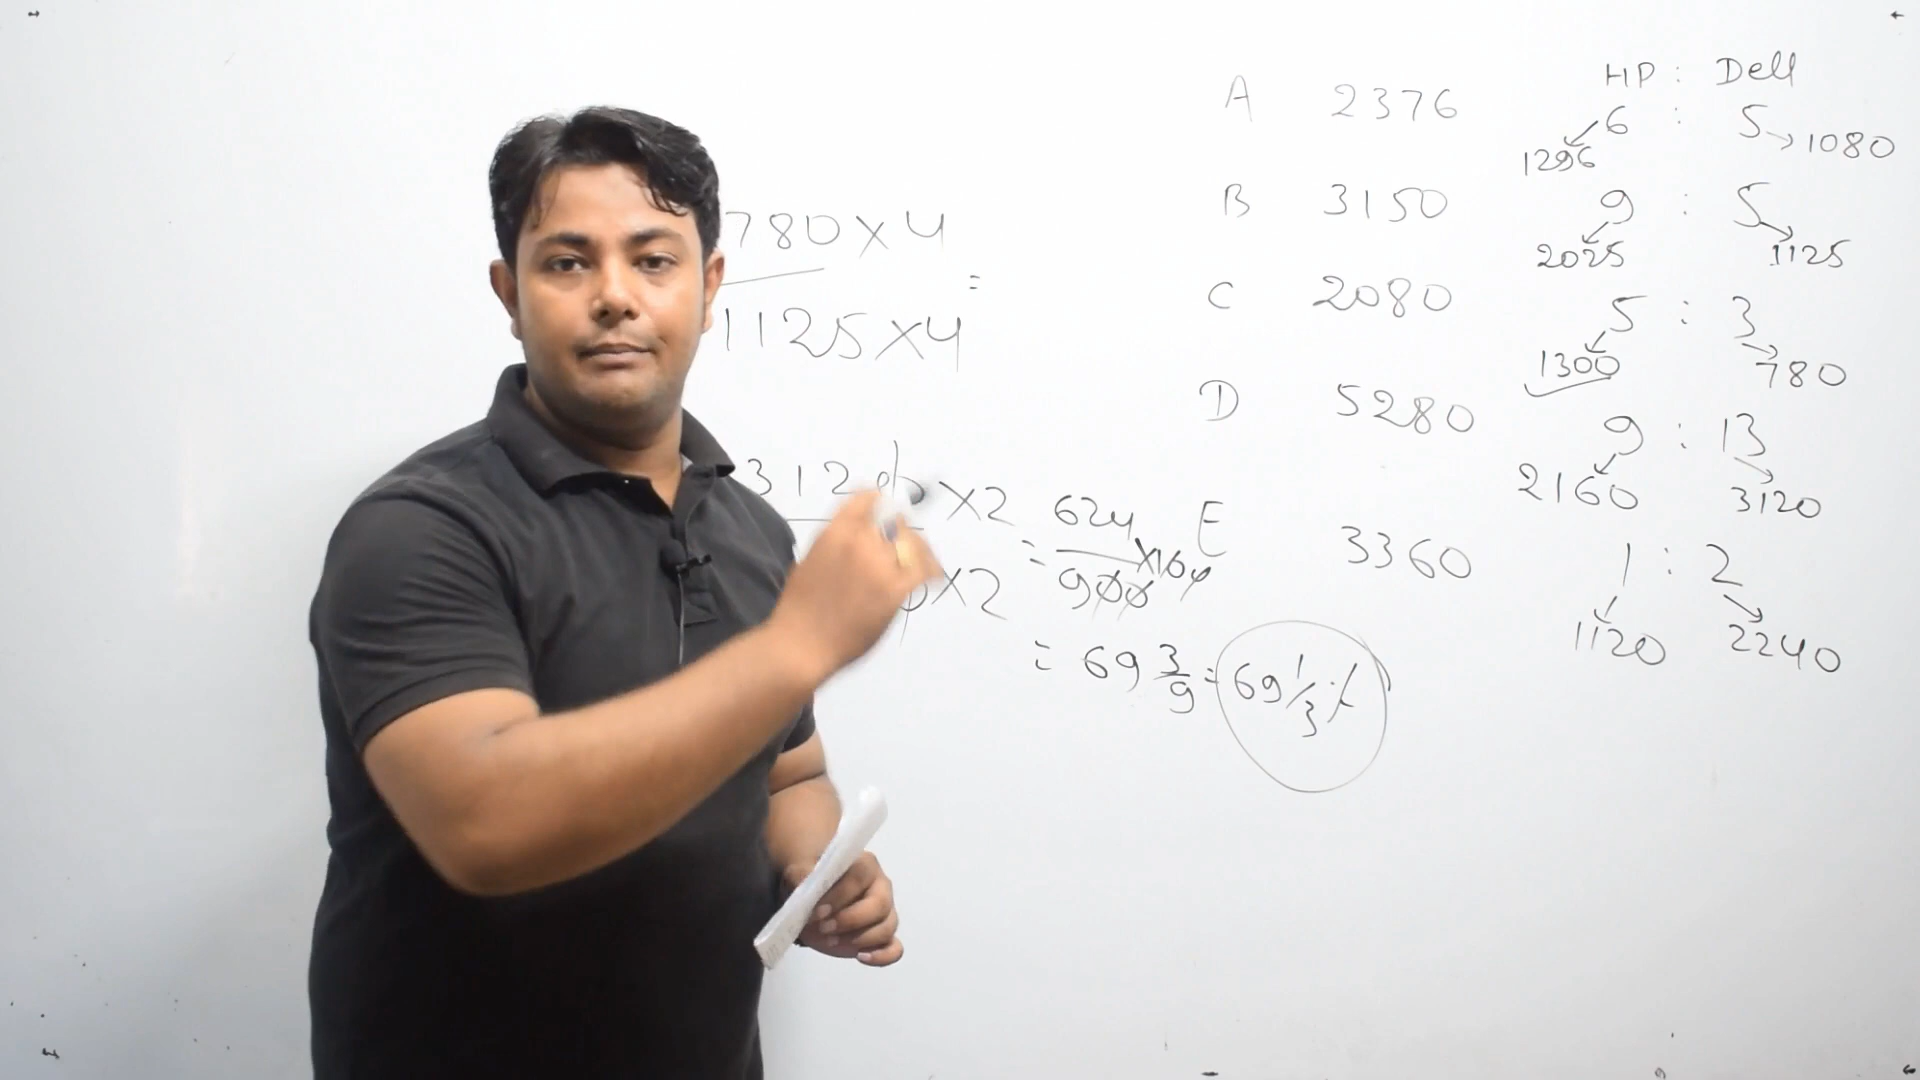 HP : Dell
A 2376 6 : 5
1296 1080
B 3150 9 : 5
2025 1125
C 2080 5 : 3
1300 780
D 5280 9 : 13
2160 3120
E 3360 1 : 2
1120 2240
780 × 4
=
1125 × 4
3120 × 2 = 624
× 2 900 × 100
= 69 3/9 = 69 1/3 %